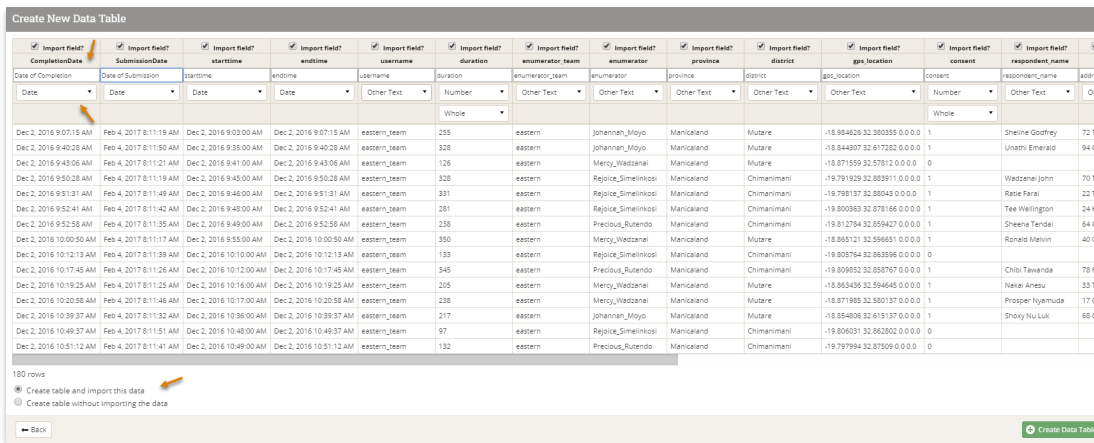 Create New Data Table
Import field? Import field? Import field? Import field? Import field? Import field? Import field? Import field? Import field? Import field? Import field? Import field? Import field?
CompletionDate SubmissionDate starttime endtime username duration enumerator_team enumerator province district gps_location consent respondent_name
Date of Completion Date of Submission starttime endtime username duration enumerator_team enumerator province district gps_location consent respondent_name addr
Date Date Date Date Other Text Number Other Text Other Text Other Text Other Text Other Text Number Other Text
Whole Whole
Dec 2, 2016 9:07:15 AM Feb 4, 2017 8:11:19 AM Dec 2, 2016 9:03:00 AM Dec 2, 2016 9:07:15 AM eastern_team 255 eastern Johannah_Moyo Manicaland Mutare -18.984626 32.380355 0.0 0.0 1 Sheline Godfrey 72
Dec 2, 2016 9:40:28 AM Feb 4, 2017 8:11:50 AM Dec 2, 2016 9:35:00 AM Dec 2, 2016 9:40:28 AM eastern_team 328 eastern Johannah_Moyo Manicaland Mutare -18.844307 32.617282 0.0 0.0 1 Unathi Emerald 94
Dec 2, 2016 9:43:06 AM Feb 4, 2017 8:11:21 AM Dec 2, 2016 9:41:00 AM Dec 2, 2016 9:43:06 AM eastern_team 126 eastern Mercy_Wadzanai Manicaland Mutare -18.871559 32.57812 0.0 0.0 0
Dec 2, 2016 9:50:28 AM Feb 4, 2017 8:11:19 AM Dec 2, 2016 9:45:00 AM Dec 2, 2016 9:50:28 AM eastern_team 328 eastern Rejoice_Simelinkosi Manicaland Chimanimani -19.791929 32.883911 0.0 0.0 1 Wadzanai John 70
Dec 2, 2016 9:51:31 AM Feb 4, 2017 8:11:49 AM Dec 2, 2016 9:46:00 AM Dec 2, 2016 9:51:31 AM eastern_team 331 eastern Rejoice_Simelinkosi Manicaland Chimanimani -19.798137 32.88043 0.0 0.0 1 Ratie Farai 22
Dec 2, 2016 9:52:41 AM Feb 4, 2017 8:11:42 AM Dec 2, 2016 9:48:00 AM Dec 2, 2016 9:52:41 AM eastern_team 281 eastern Rejoice_Simelinkosi Manicaland Chimanimani -19.800363 32.878166 0.0 0.0 1 Tee Wellington 24
Dec 2, 2016 9:52:58 AM Feb 4, 2017 8:11:35 AM Dec 2, 2016 9:49:00 AM Dec 2, 2016 9:52:58 AM eastern_team 238 eastern Precious_Rutendo Manicaland Chimanimani -19.812784 32.859427 0.0 0.0 1 Sheena Tendai 64
Dec 2, 2016 10:00:50 AM Feb 4, 2017 8:11:17 AM Dec 2, 2016 9:55:00 AM Dec 2, 2016 10:00:50 AM eastern_team 350 eastern Mercy_Wadzanai Manicaland Mutare -18.865121 32.596651 0.0 0.0 1 Ronald Malvin 40
Dec 2, 2016 10:12:13 AM Feb 4, 2017 8:11:39 AM Dec 2, 2016 10:10:00 AM Dec 2, 2016 10:12:13 AM eastern_team 133 eastern Rejoice_Simelinkosi Manicaland Chimanimani -19.805764 32.863596 0.0 0.0 0
Dec 2, 2016 10:17:45 AM Feb 4, 2017 8:11:26 AM Dec 2, 2016 10:12:00 AM Dec 2, 2016 10:17:45 AM eastern_team 345 eastern Precious_Rutendo Manicaland Chimanimani -19.809852 32.858767 0.0 0.0 1 Chibi Tawanda 78
Dec 2, 2016 10:19:25 AM Feb 4, 2017 8:11:25 AM Dec 2, 2016 10:16:00 AM Dec 2, 2016 10:19:25 AM eastern_team 205 eastern Mercy_Wadzanai Manicaland Mutare -18.863436 32.594645 0.0 0.0 1 Nakai Anesu 33
Dec 2, 2016 10:20:58 AM Feb 4, 2017 8:11:46 AM Dec 2, 2016 10:17:00 AM Dec 2, 2016 10:20:58 AM eastern_team 238 eastern Mercy_Wadzanai Manicaland Mutare -18.871985 32.580137 0.0 0.0 1 Prosper Nyamuda 17
Dec 2, 2016 10:39:37 AM Feb 4, 2017 8:11:32 AM Dec 2, 2016 10:36:00 AM Dec 2, 2016 10:39:37 AM eastern_team 217 eastern Johannah_Moyo Manicaland Mutare -18.854806 32.615137 0.0 0.0 1 Shoxy Nu Luk 68
Dec 2, 2016 10:49:37 AM Feb 4, 2017 8:11:51 AM Dec 2, 2016 10:48:00 AM Dec 2, 2016 10:49:37 AM eastern_team 97 eastern Rejoice_Simelinkosi Manicaland Chimanimani -19.806031 32.862802 0.0 0.0 0
Dec 2, 2016 10:51:12 AM Feb 4, 2017 8:11:41 AM Dec 2, 2016 10:49:00 AM Dec 2, 2016 10:51:12 AM eastern_team 132 eastern Precious_Rutendo Manicaland Chimanimani -19.797994 32.87509 0.0 0.0 0
180 rows
Create table and import this data
Create table without importing the data
Back Create Data Table